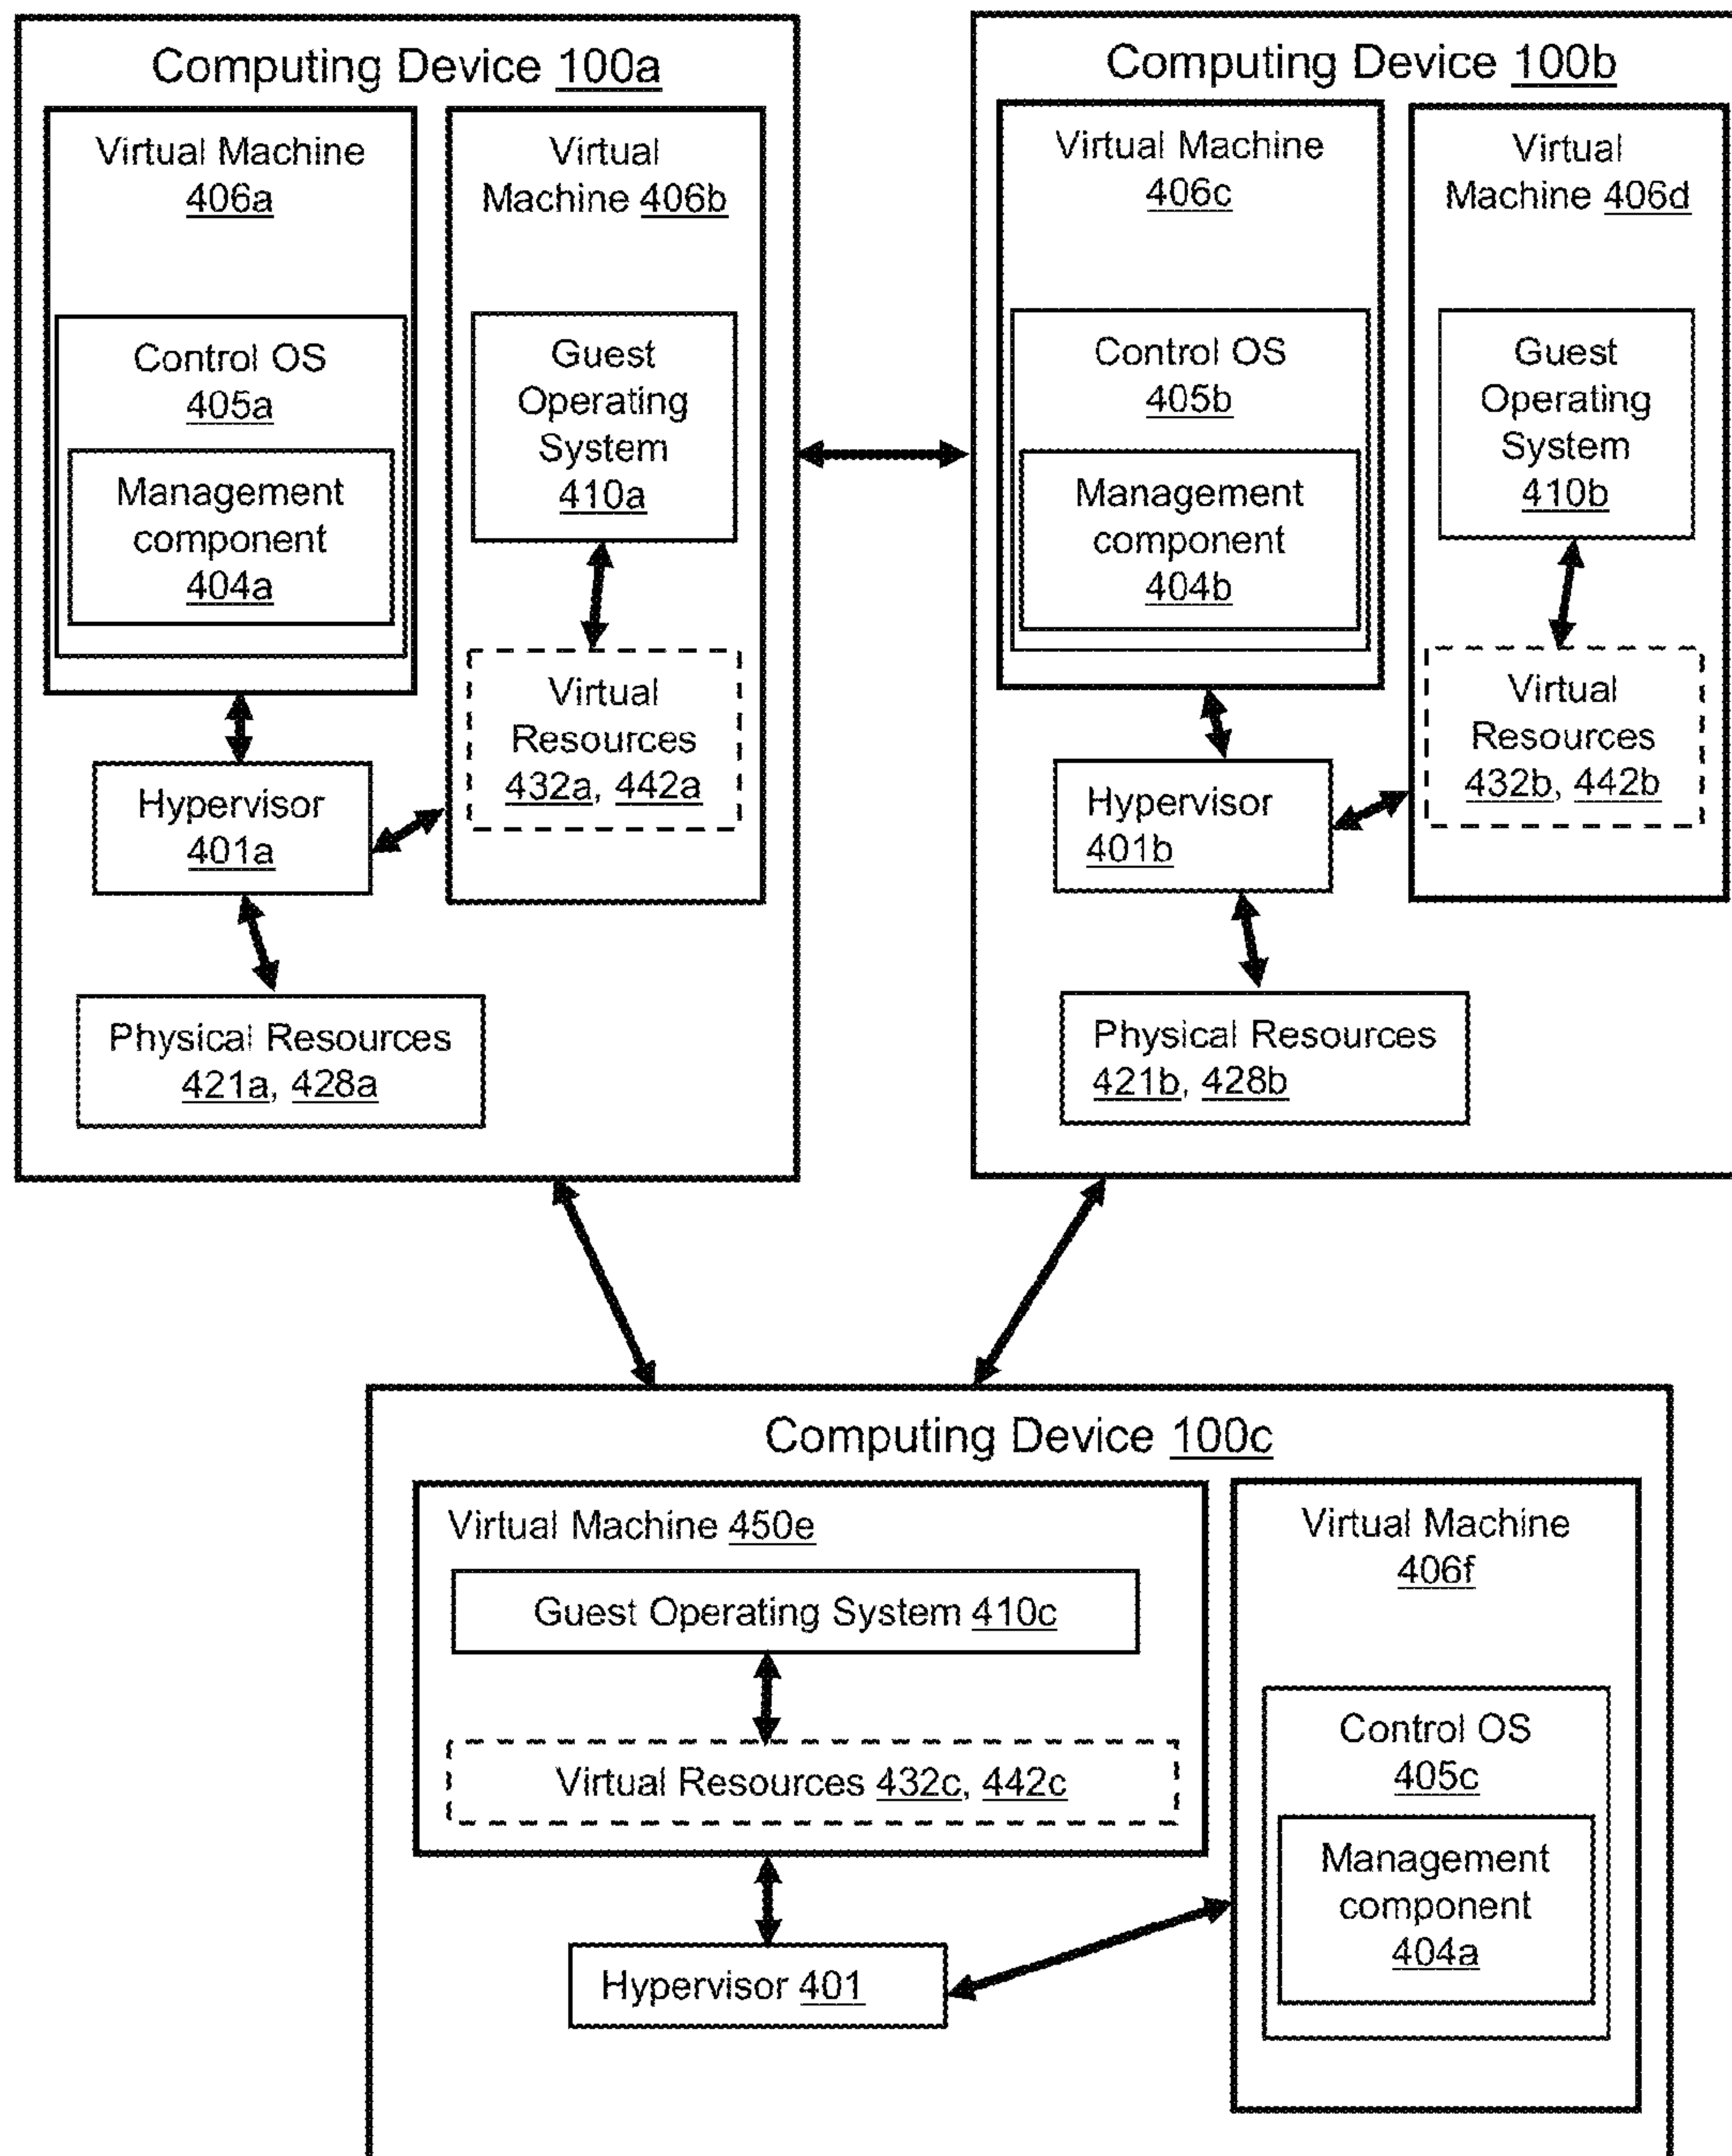 Computing Device 100a
Virtual Machine
406a
Control OS
405a
Management
component
404a
Virtual
Machine 406b
Guest
Operating
System
410a
Virtual
Resources
432a, 442a
Hypervisor
401a
Physical Resources
421a, 428a
Computing Device 100b
Virtual Machine
406c
Control OS
405b
Management
component
404b
Virtual
Machine 406d
Guest
Operating
System
410b
Virtual
Resources
432b, 442b
Hypervisor
401b
Physical Resources
421b, 428b
Computing Device 100c
Virtual Machine 450e
Guest Operating System 410c
Virtual Resources 432c, 442c
Hypervisor 401
Virtual Machine
406f
Control OS
405c
Management
component
404a